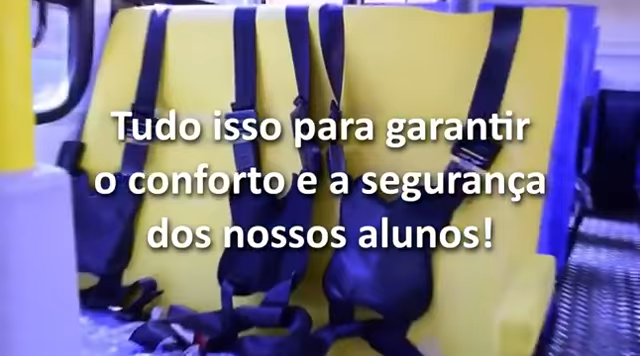 Tudo isso para garantir
o conforto e a segurança
dos nossos alunos!